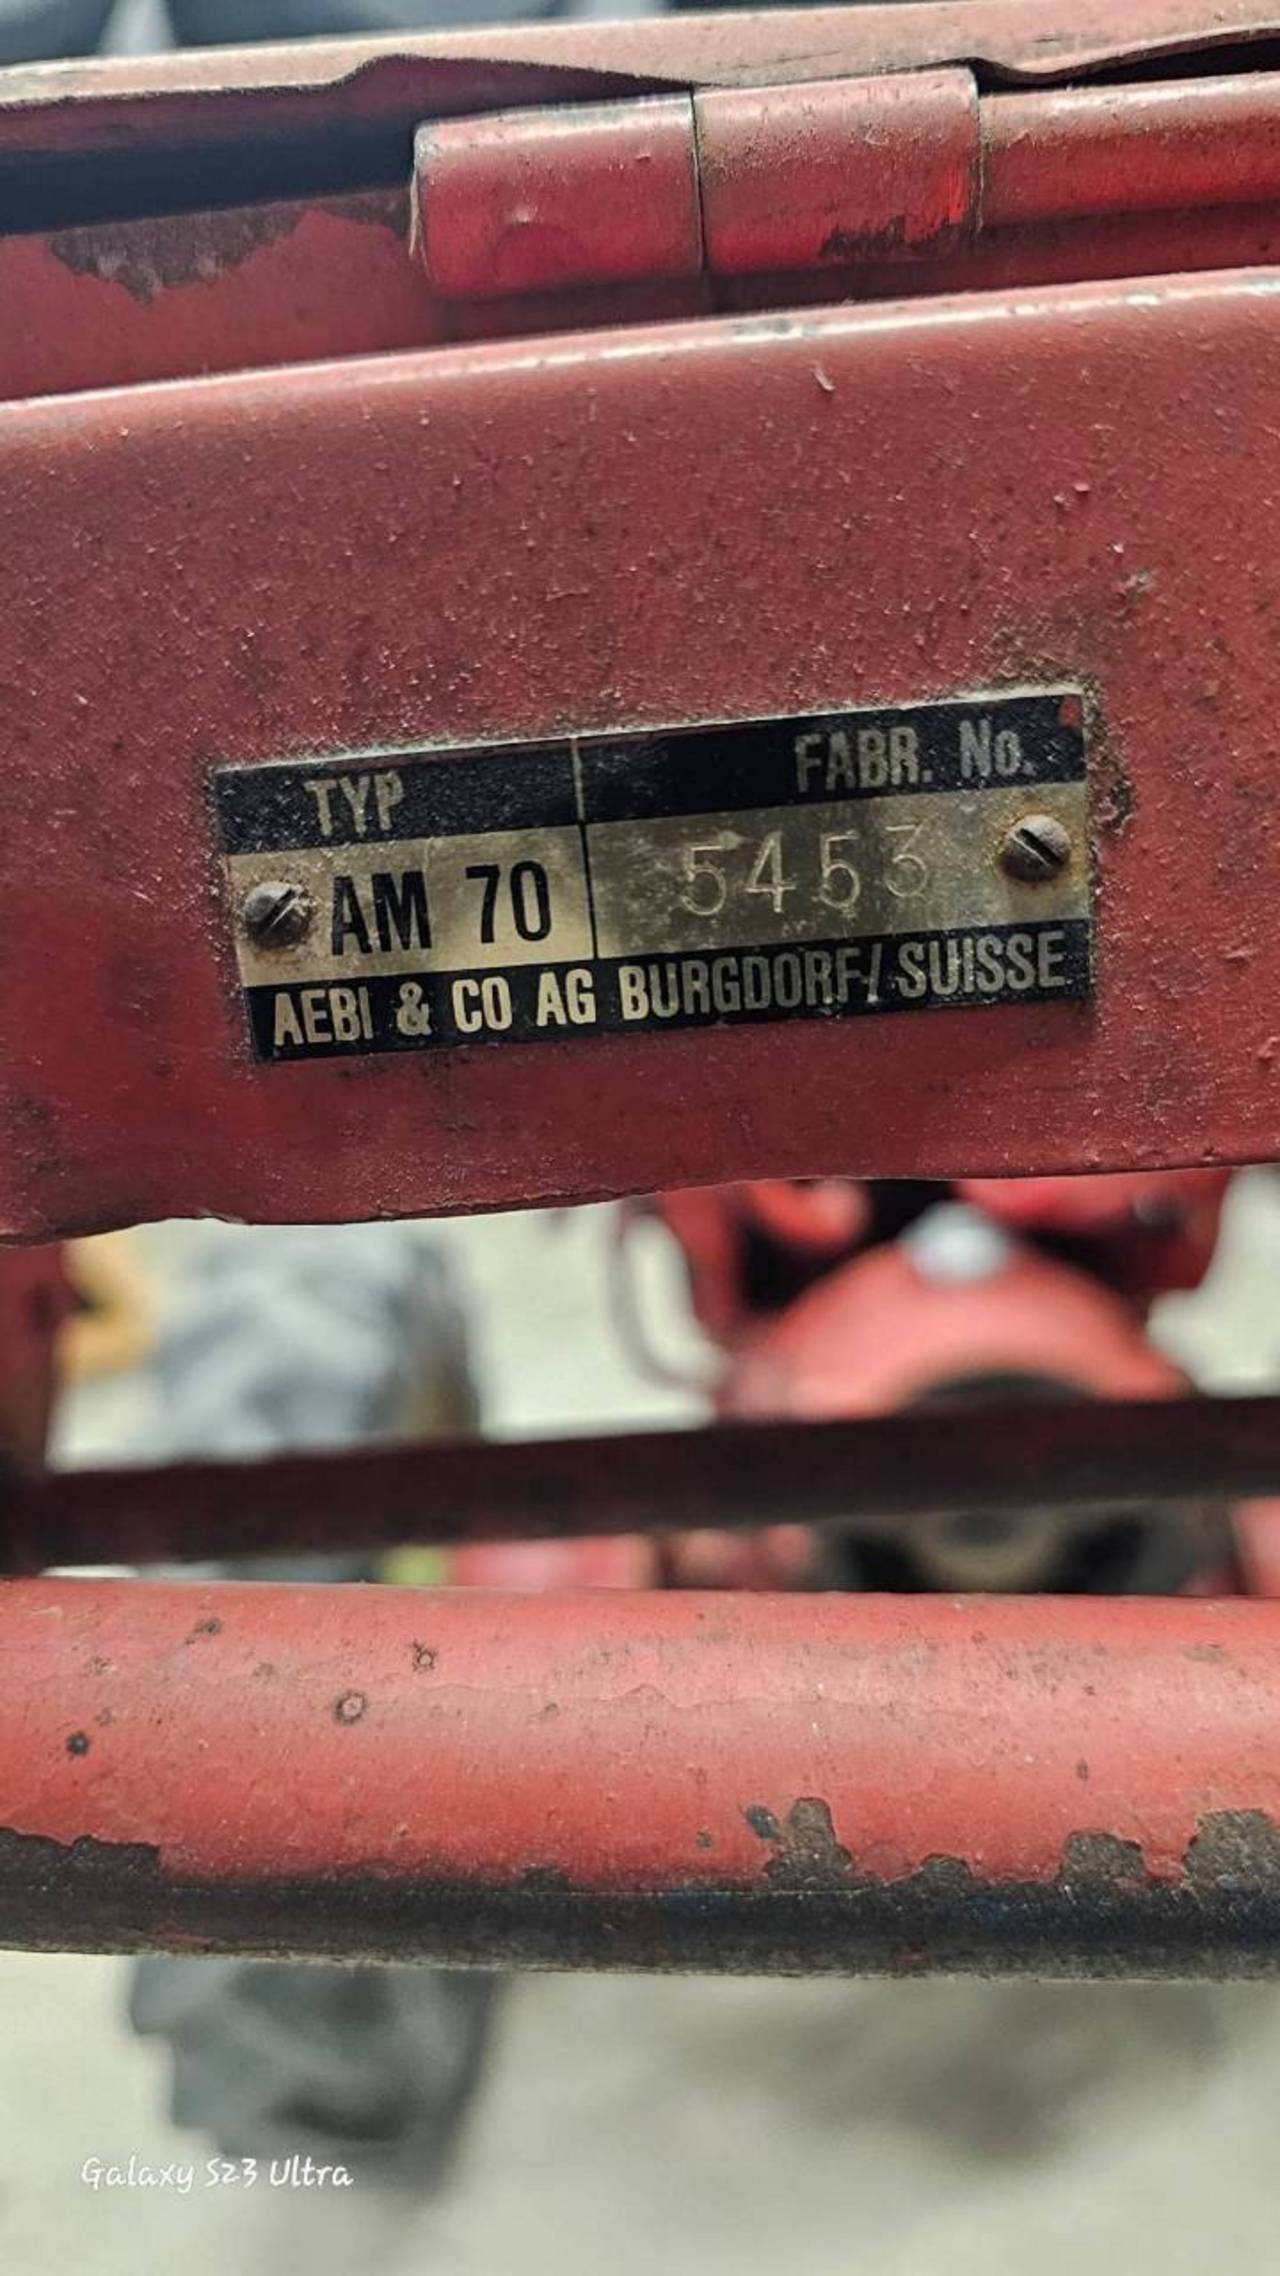 TYP FABR. No.
AM 70 5453
AEBI & CO AG BURGDORF/SUISSE
Galaxy S23 Ultra